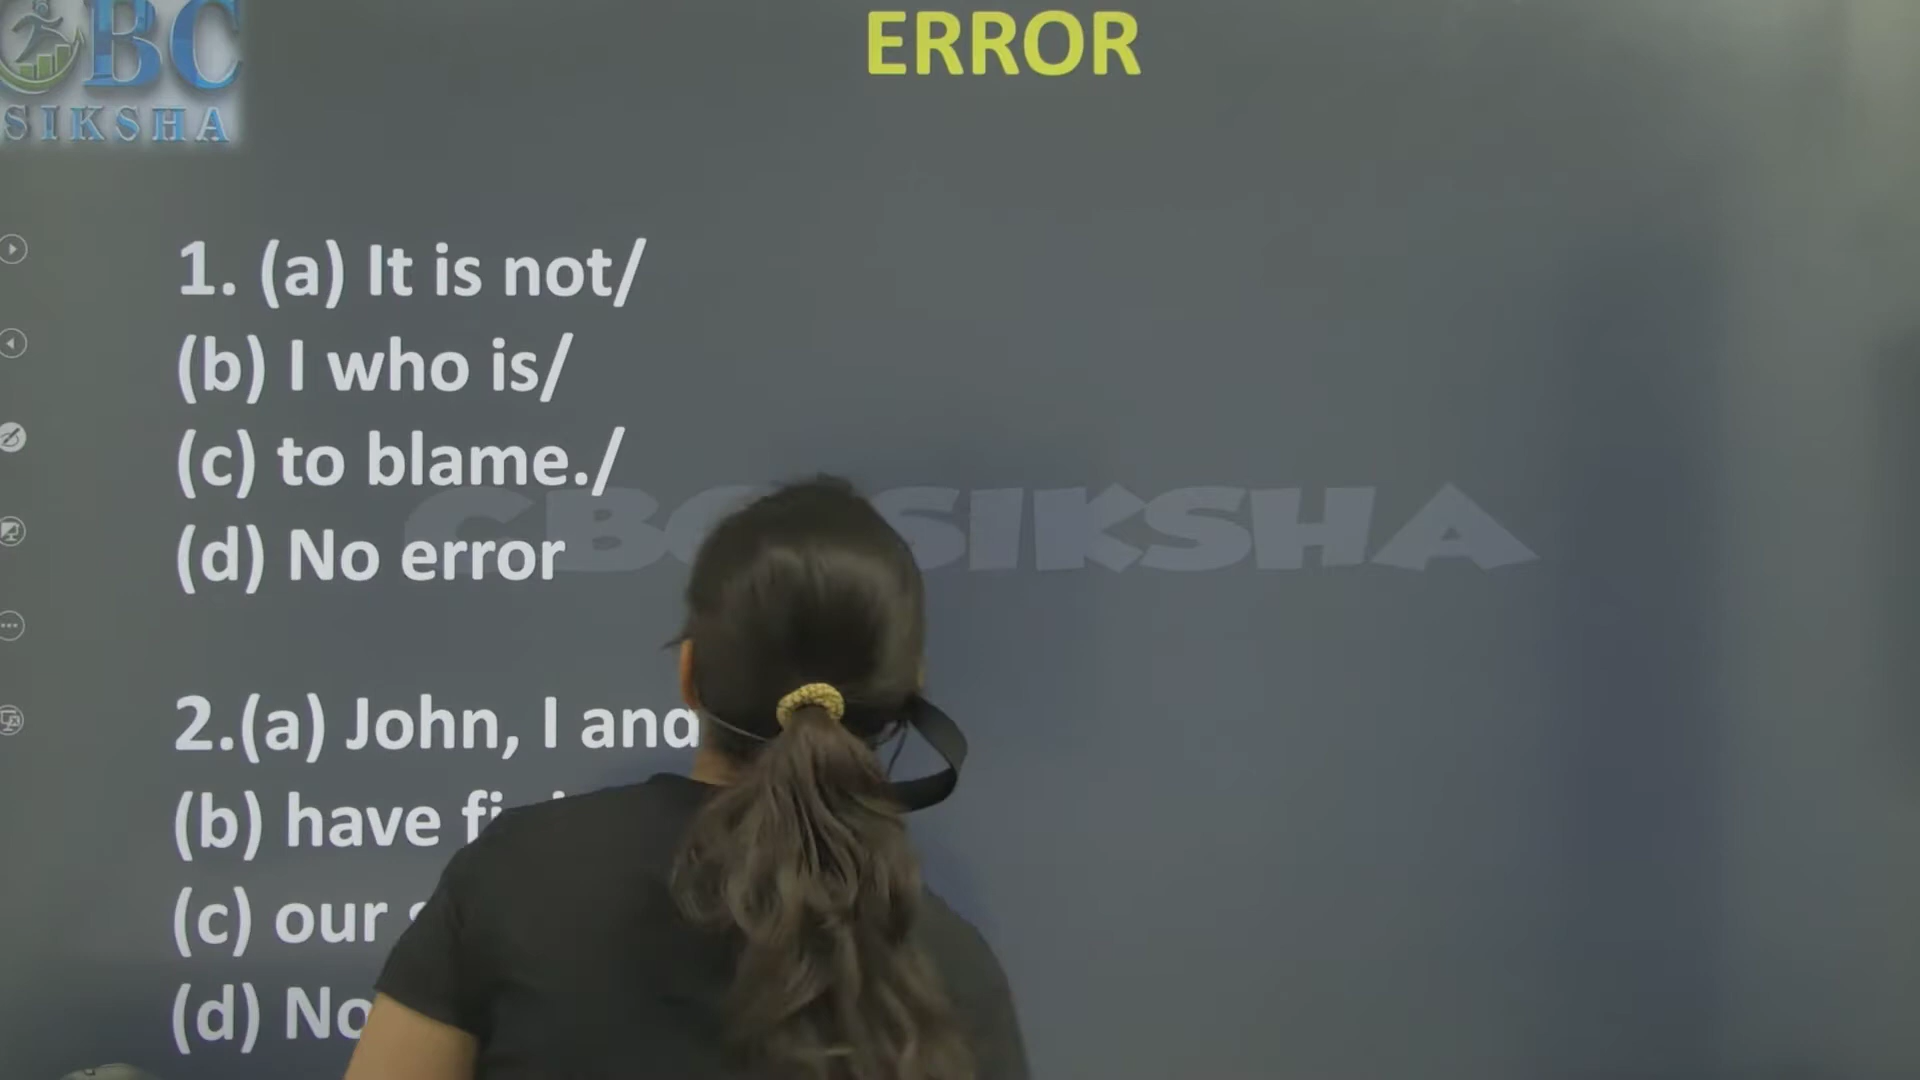 BC
SIKSHA
ERROR
1. (a) It is not/
(b) I who is/
(c) to blame./
(d) No error
SIKSHA
2.(a) John, I and
(b) have
(c) our
(d) No